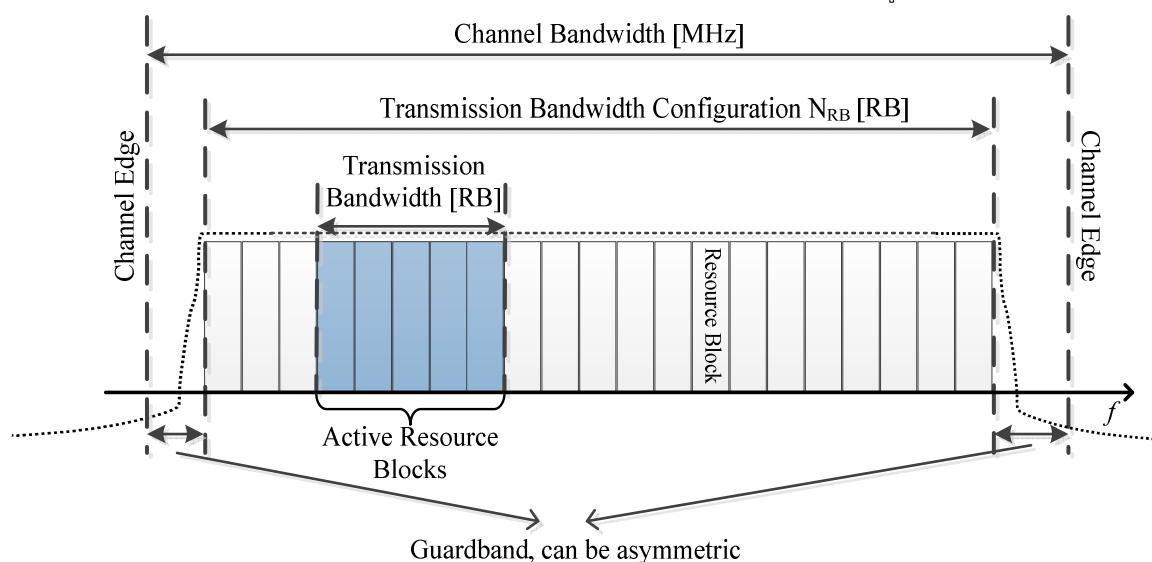 Channel Bandwidth [MHz]
Transmission Bandwidth Configuration NRB [RB]
Transmission
Bandwidth [RB]
Channel Edge
Channel Edge
Resource Block
f
Active Resource
Blocks
Guardband, can be asymmetric